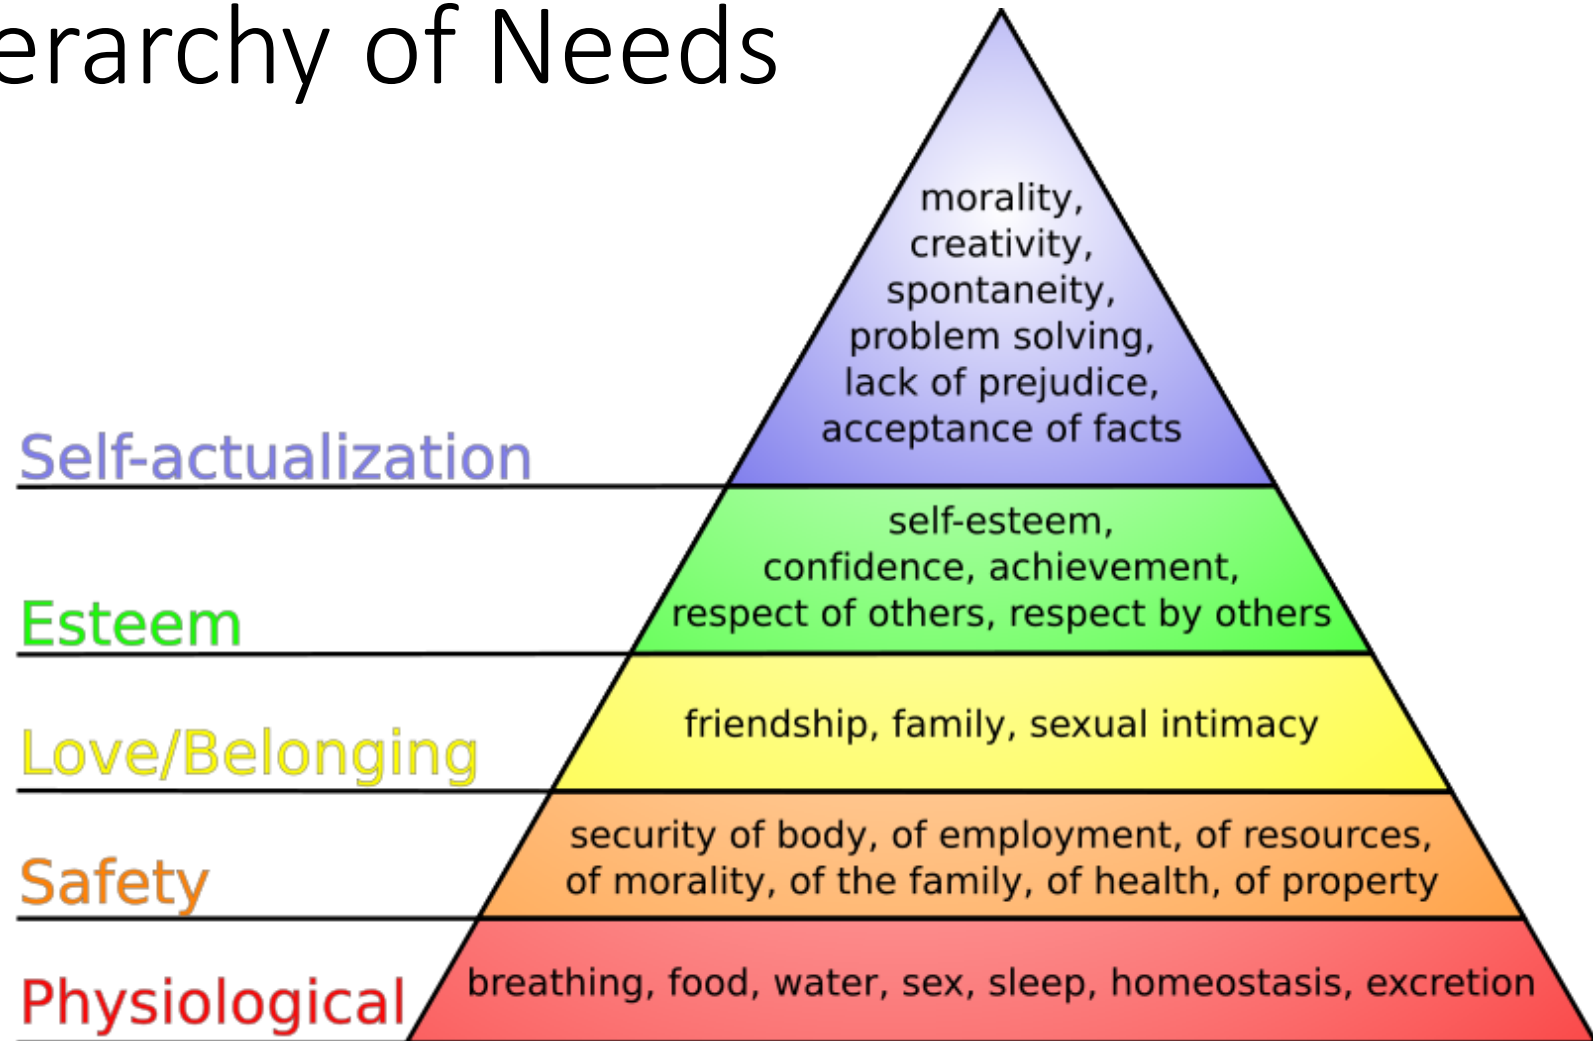 erarchy of Needs
morality,
creativity,
spontaneity,
problem solving,
lack of prejudice,
acceptance of facts
Self-actualization
self-esteem,
confidence, achievement,
respect of others, respect by others
Esteem
friendship, family, sexual intimacy
Love/Belonging
security of body, of employment, of resources,
of morality, of the family, of health, of property
Safety
breathing, food, water, sex, sleep, homeostasis, excretion
Physiological